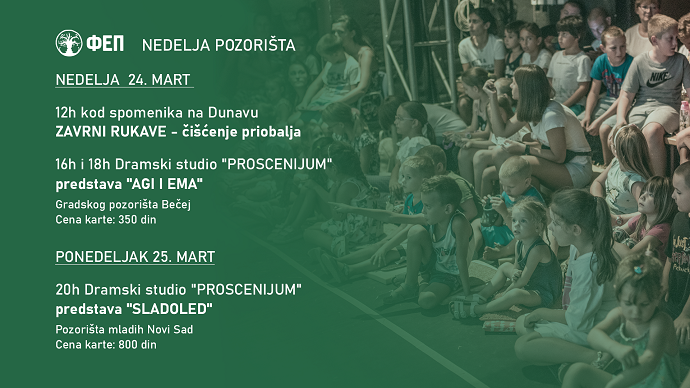 ФЕП NEDELJA POZORIŠTA
NEDELJA 24. MART
12h kod spomenika na Dunavu
ZAVRNI RUKAVE - čišćenje priobalja
16h i 18h Dramski studio "PROSCENIJUM"
predstava "AGI I EMA"
Gradskog pozorišta Bečej
Cena karte: 350 din
PONEDELJAK 25. MART
20h Dramski studio "PROSCENIJUM"
predstava "SLADOLED"
Pozorišta mladih Novi Sad
Cena karte: 800 din
NIKE